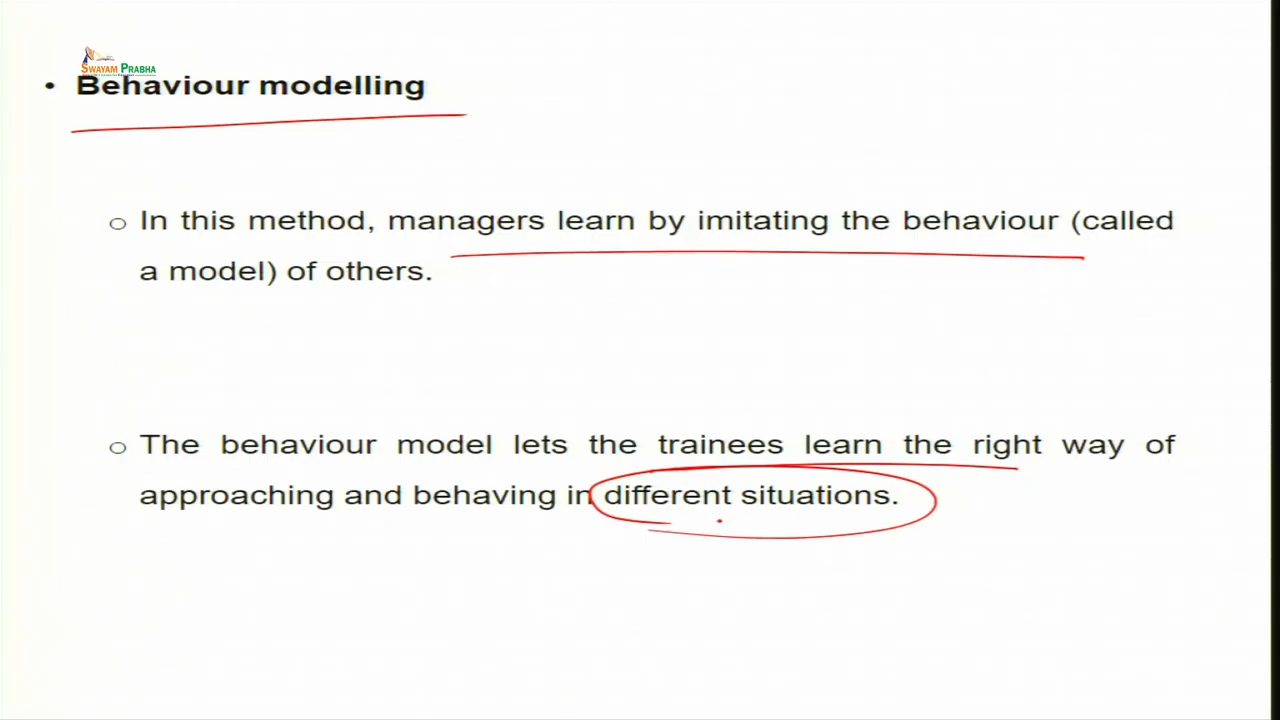 SWAYAM PRABHA
• Behaviour modelling
o In this method, managers learn by imitating the behaviour (called
a model) of others.
o The behaviour model lets the trainees learn the right way of
approaching and behaving in different situations.